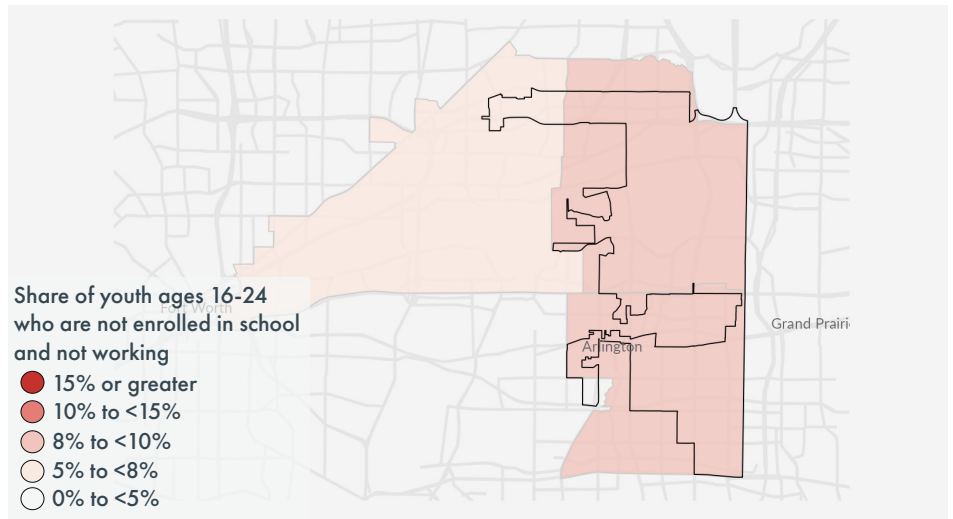 Share of youth ages 16-24
Fort Worth
who are not enrolled in school
and not working
15% or greater
10% to <15%
8% to <10%
5% to <8%
0% to <5%
Grand Prairi
Arlington